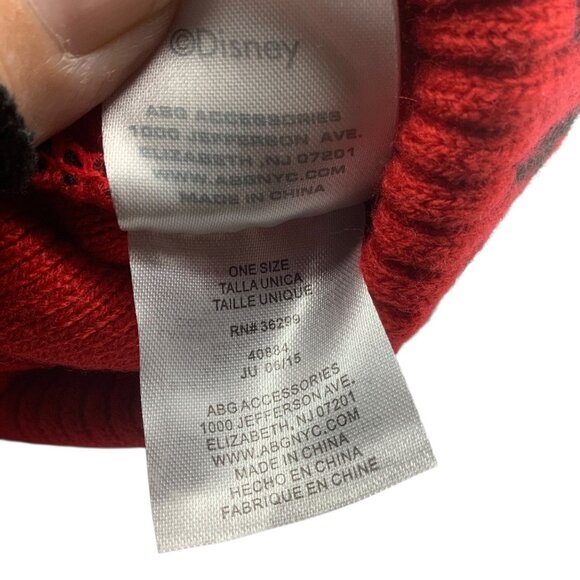 ©Disney
ABG ACCESSORIES
1000 JEFFERSON AVE.
ELIZABETH ,NJ 07201
WWW.ABGNYC.COM
MADE IN CHINA
ONE SIZE
TALLA UNICA
TAILLE UNIQUE
RN# 36299
40884
JU 06/15
ABG ACCESSORIES
1000 JEFFERSON AVE.
ELIZABETH, NJ 07201
WWW.ABGNYC.COM
MADE IN CHINA
HECHO EN CHINA
FABRIQUE EN CHINE